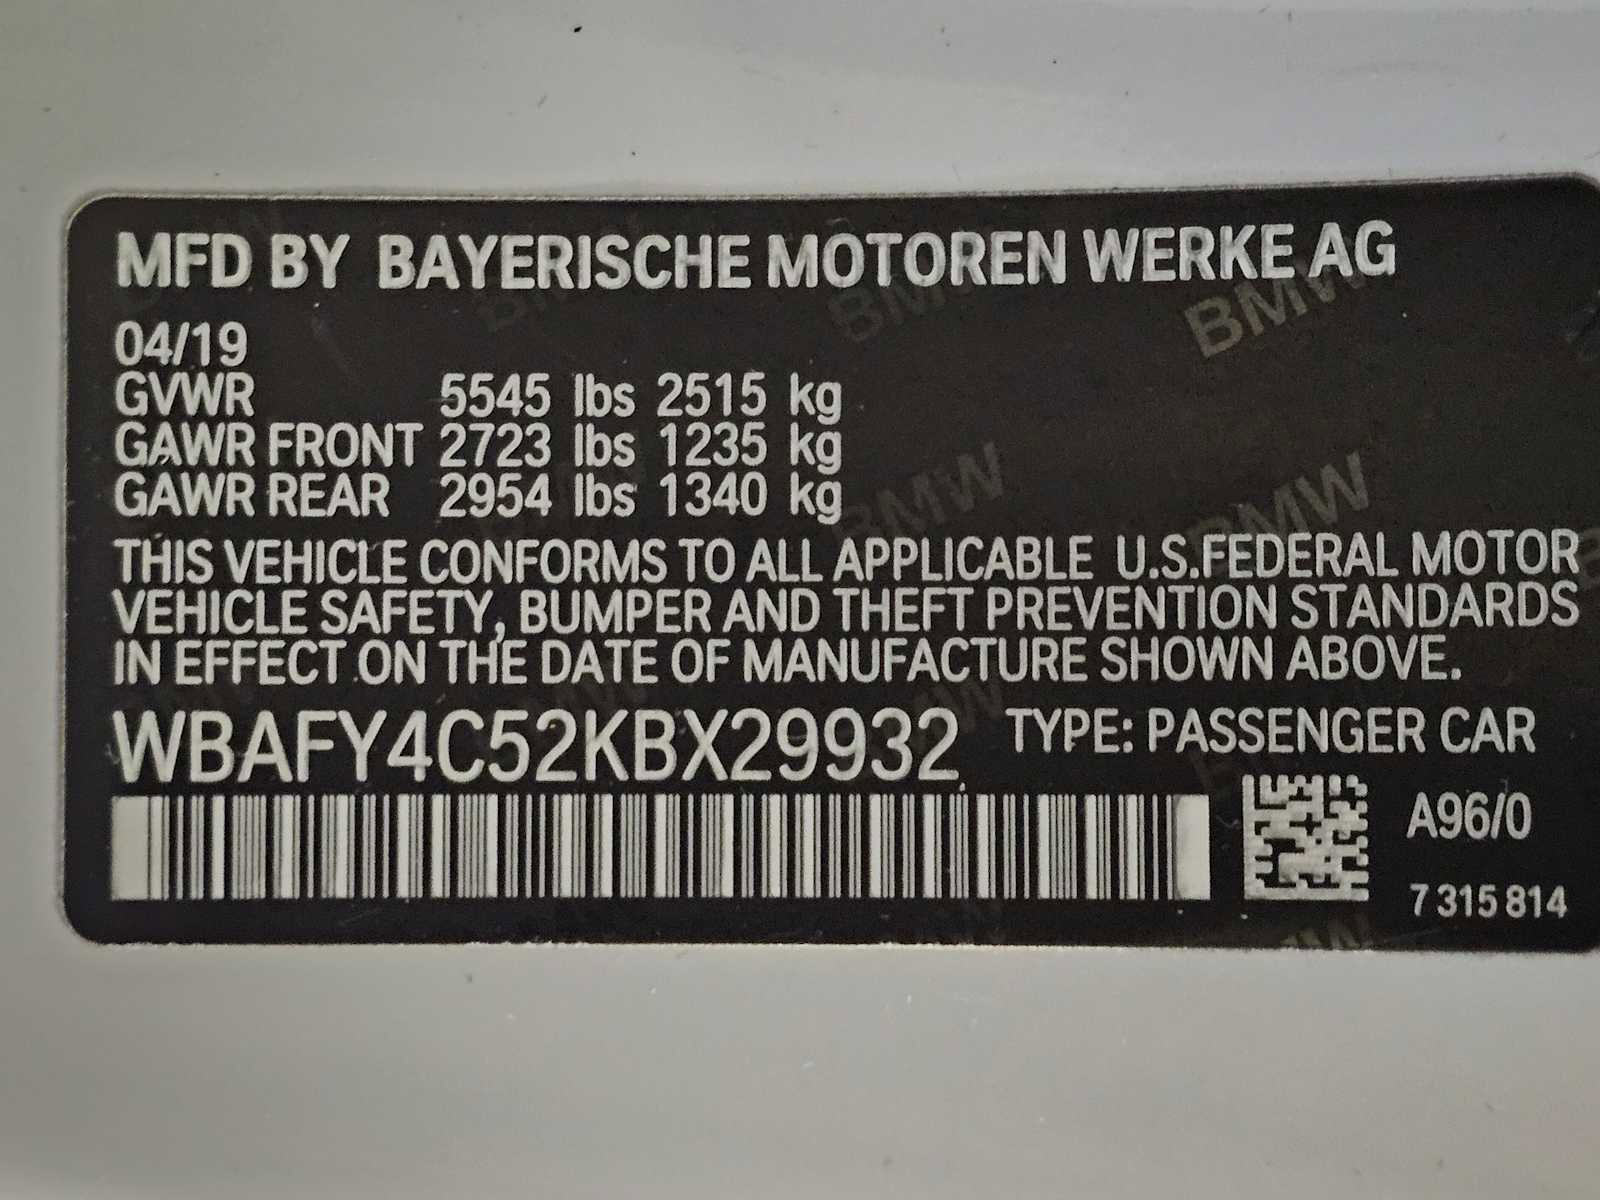 MFD BY BAYERISCHE MOTOREN WERKE AG
04/19
GVWR 5545 lbs 2515 kg
GAWR FRONT 2723 lbs 1235 kg
GAWR REAR 2954 lbs 1340 kg
THIS VEHICLE CONFORMS TO ALL APPLICABLE U.S.FEDERAL MOTOR
VEHICLE SAFETY, BUMPER AND THEFT PREVENTION STANDARDS
IN EFFECT ON THE DATE OF MANUFACTURE SHOWN ABOVE.
WBAFY4C52KBX29932 TYPE: PASSENGER CAR
A96/0
7 315 814